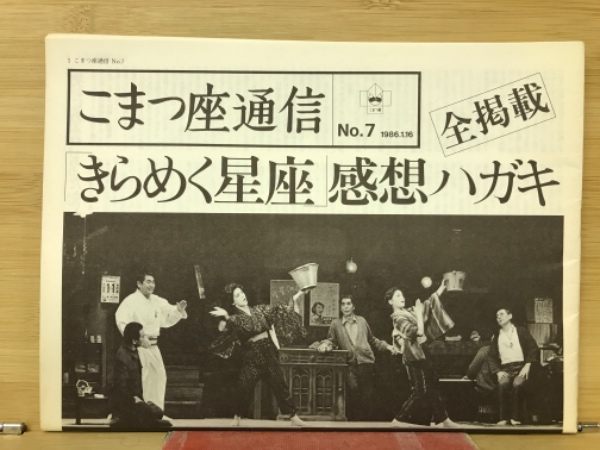 1 こまつ座通信 No.7
こまつ座通信
No.7 1986.1.16
全掲載
「きらめく星座」感想ハガキ